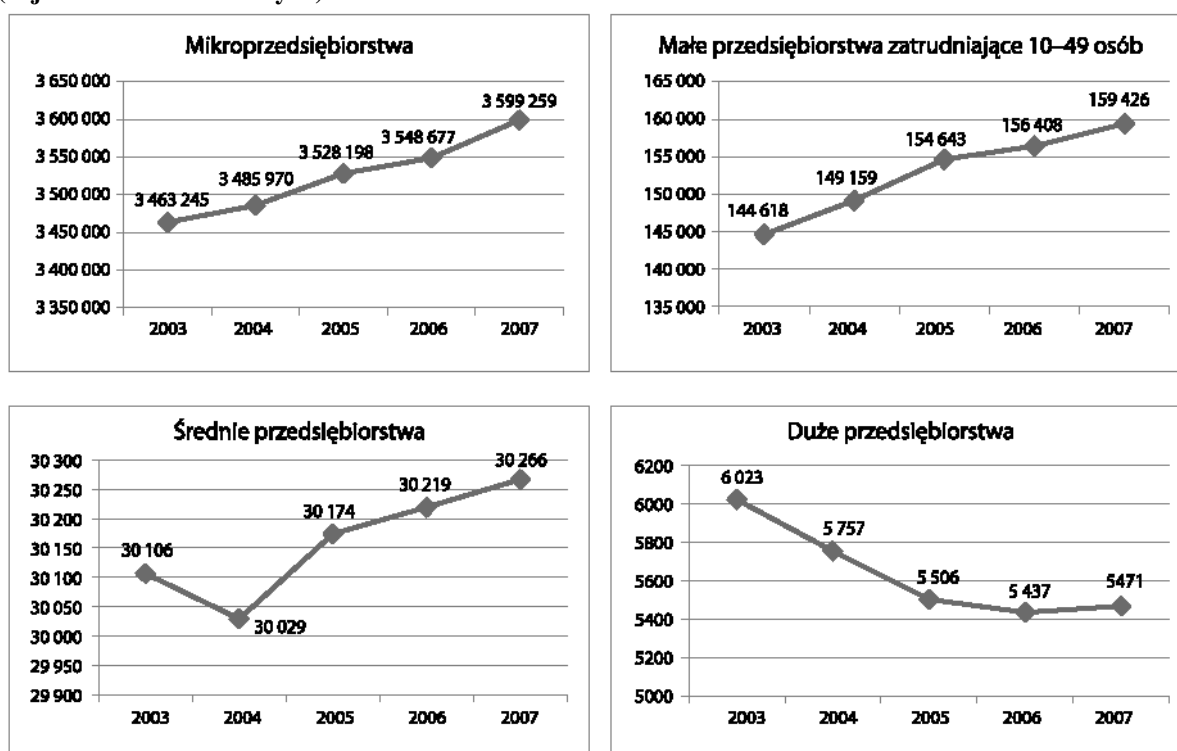 Mikroprzedsiębiorstwa
3 650 000
3 600 000
3 550 000
3 500 000
3 450 000
3 400 000
3 350 000
3 463 245
3 485 970
3 528 198
3 548 677
3 599 259
2003 2004 2005 2006 2007
Małe przedsiębiorstwa zatrudniające 10–49 osób
165 000
160 000
155 000
150 000
145 000
140 000
135 000
144 618
149 159
154 643
156 408
159 426
2003 2004 2005 2006 2007
Średnie przedsiębiorstwa
30 300
30 250
30 200
30 150
30 100
30 050
30 000
29 950
29 900
30 106
30 029
30 174
30 219
30 266
2003 2004 2005 2006 2007
Duże przedsiębiorstwa
6200
6000
5800
5600
5400
5200
5000
6 023
5 757
5 506
5 437
5471
2003 2004 2005 2006 2007